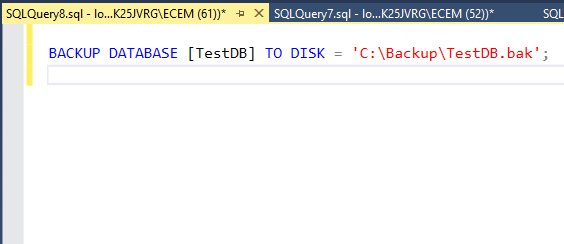 SQLQuery8.sql - lo...K25JVRG\ECEM (61))* SQLQuery7.sql - lo...K25JVRG\ECEM (52))* SQL
BACKUP DATABASE [TestDB] TO DISK = 'C:\Backup\TestDB.bak';